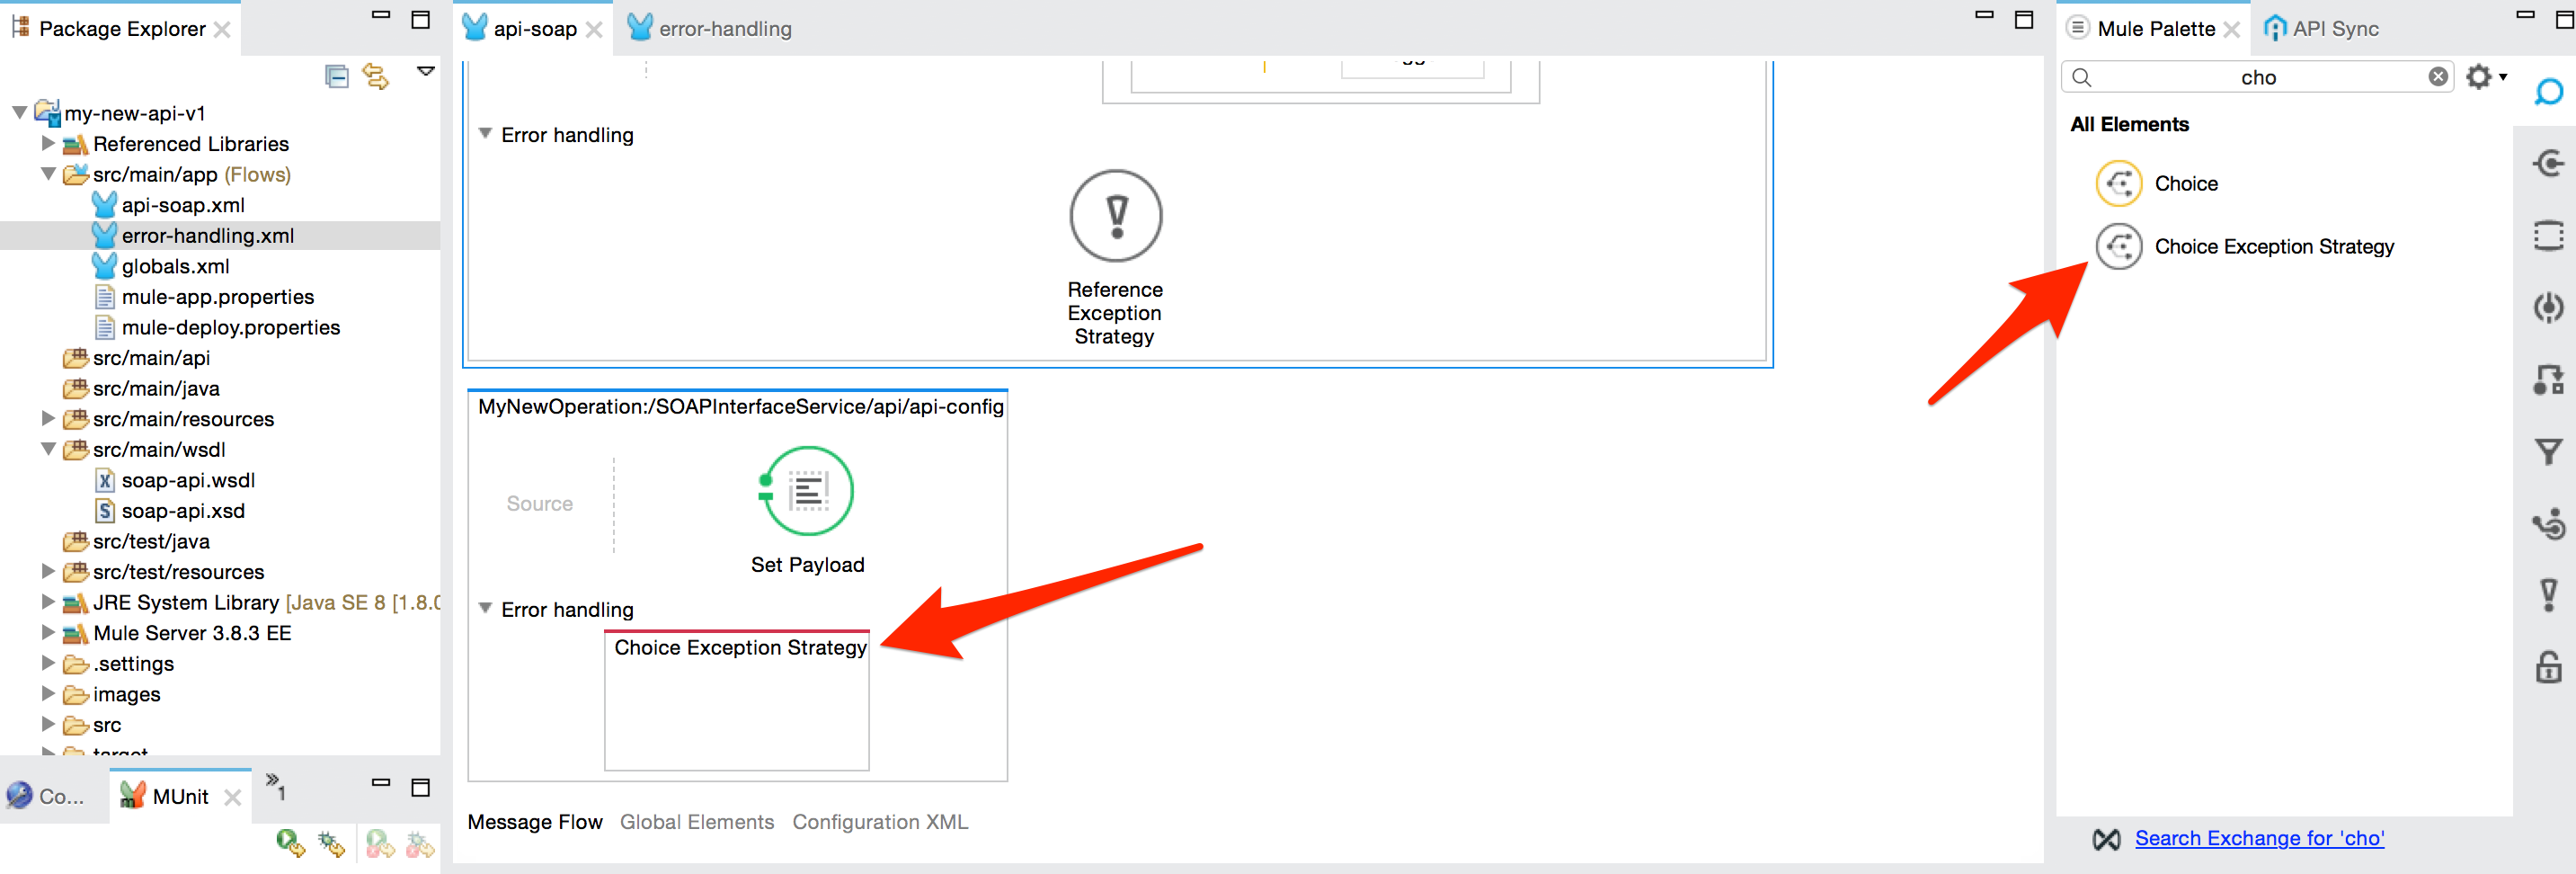 Package Explorer
my-new-api-v1
Referenced Libraries
src/main/app (Flows)
api-soap.xml
error-handling.xml
globals.xml
mule-app.properties
mule-deploy.properties
src/main/api
src/main/java
src/main/resources
src/main/wsdl
soap-api.wsdl
soap-api.xsd
src/test/java
src/test/resources
JRE System Library [Java SE 8 [1.8.0
Mule Server 3.8.3 EE
.settings
images
src
target
Co...
MUnit
»1
api-soap
error-handling
Error handling
Reference
Exception
Strategy
MyNewOperation:/SOAPInterfaceService/api/api-config
Source
Set Payload
Error handling
Choice Exception Strategy
Message Flow
Global Elements
Configuration XML
Mule Palette
API Sync
cho
All Elements
Choice
Choice Exception Strategy
Search Exchange for 'cho'